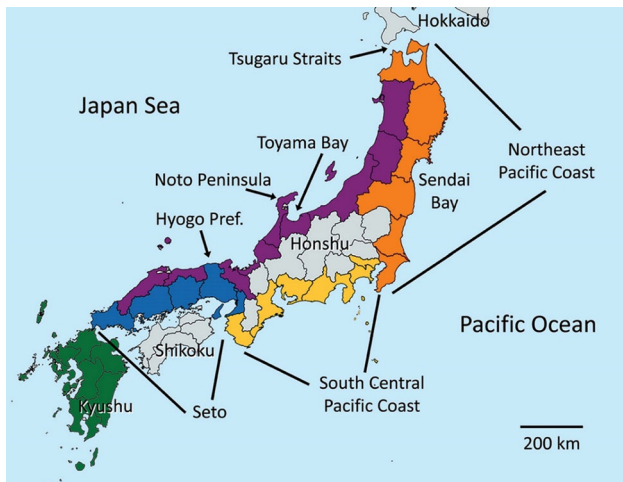 Hokkaido
Tsugaru Straits
Japan Sea
Toyama Bay
Northeast
Pacific Coast
Noto Peninsula
Sendai
Bay
Hyogo Pref.
Honshu
Pacific Ocean
Shikoku
South Central
Pacific Coast
Kyushu
Seto
200 km